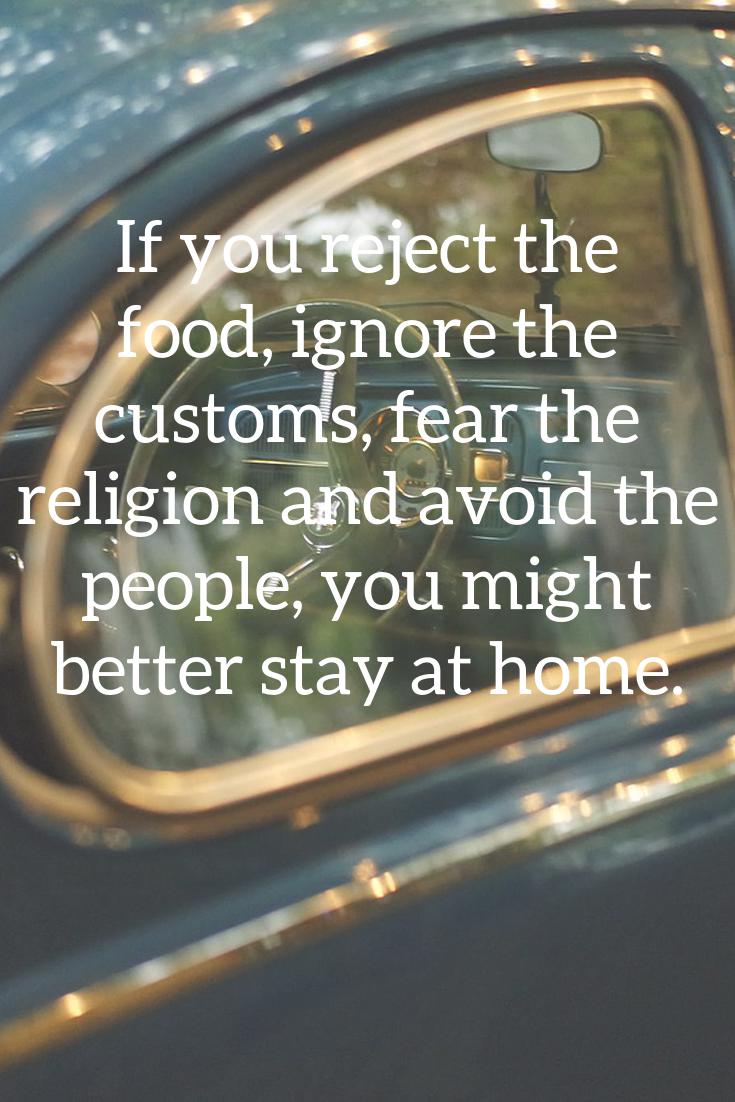 If you reject the
food, ignore the
customs, fear the
religion and avoid the
people, you might
better stay at home.